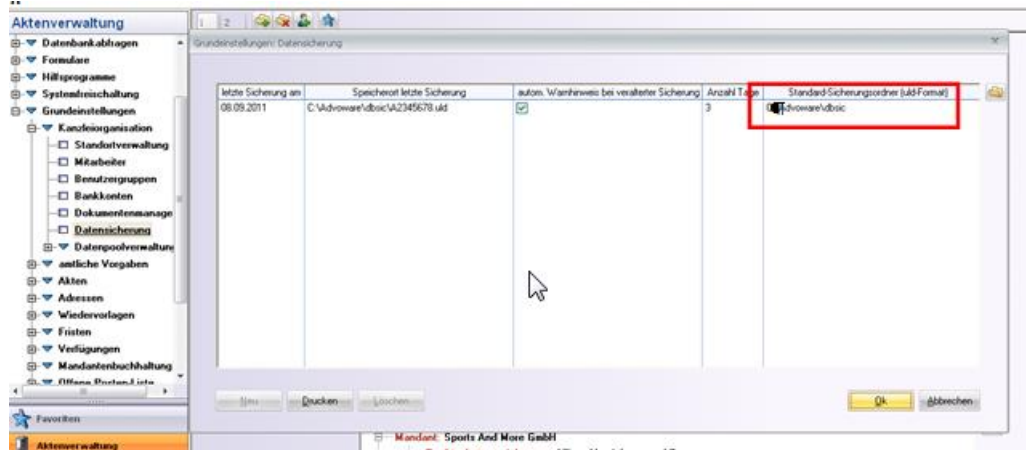 Aktenverwaltung
1 2
Datenbankabfragen
Formulare
Hilfsprogramme
Systemfreischaltung
Grundeinstellungen
Kanzleiorganisation
Standortverwaltung
Mitarbeiter
Benutzergruppen
Bankkonten
Dokumentenmanage
Datensicherung
Datenpoolverwaltung
amtliche Vorgaben
Akten
Adressen
Wiedervorlagen
Fristen
Verfügungen
Mandantenbuchhaltung
Offene Posten-Liste
Favoriten
Aktenverwaltung
Grundeinstellungen: Datensicherung
letzte Sicherung am Speicherort letzte Sicherung autom. Warnhinweis bei veralteter Sicherung Anzahl Tage Standard-Sicherungsordner (uld-Format)
08.09.2011 C:\Advoware\dbsic\A2345678.uld 3 dvoware\dbsic
Neu Drucken Löschen Ok Abbrechen
Mandant: Sports And More GmbH